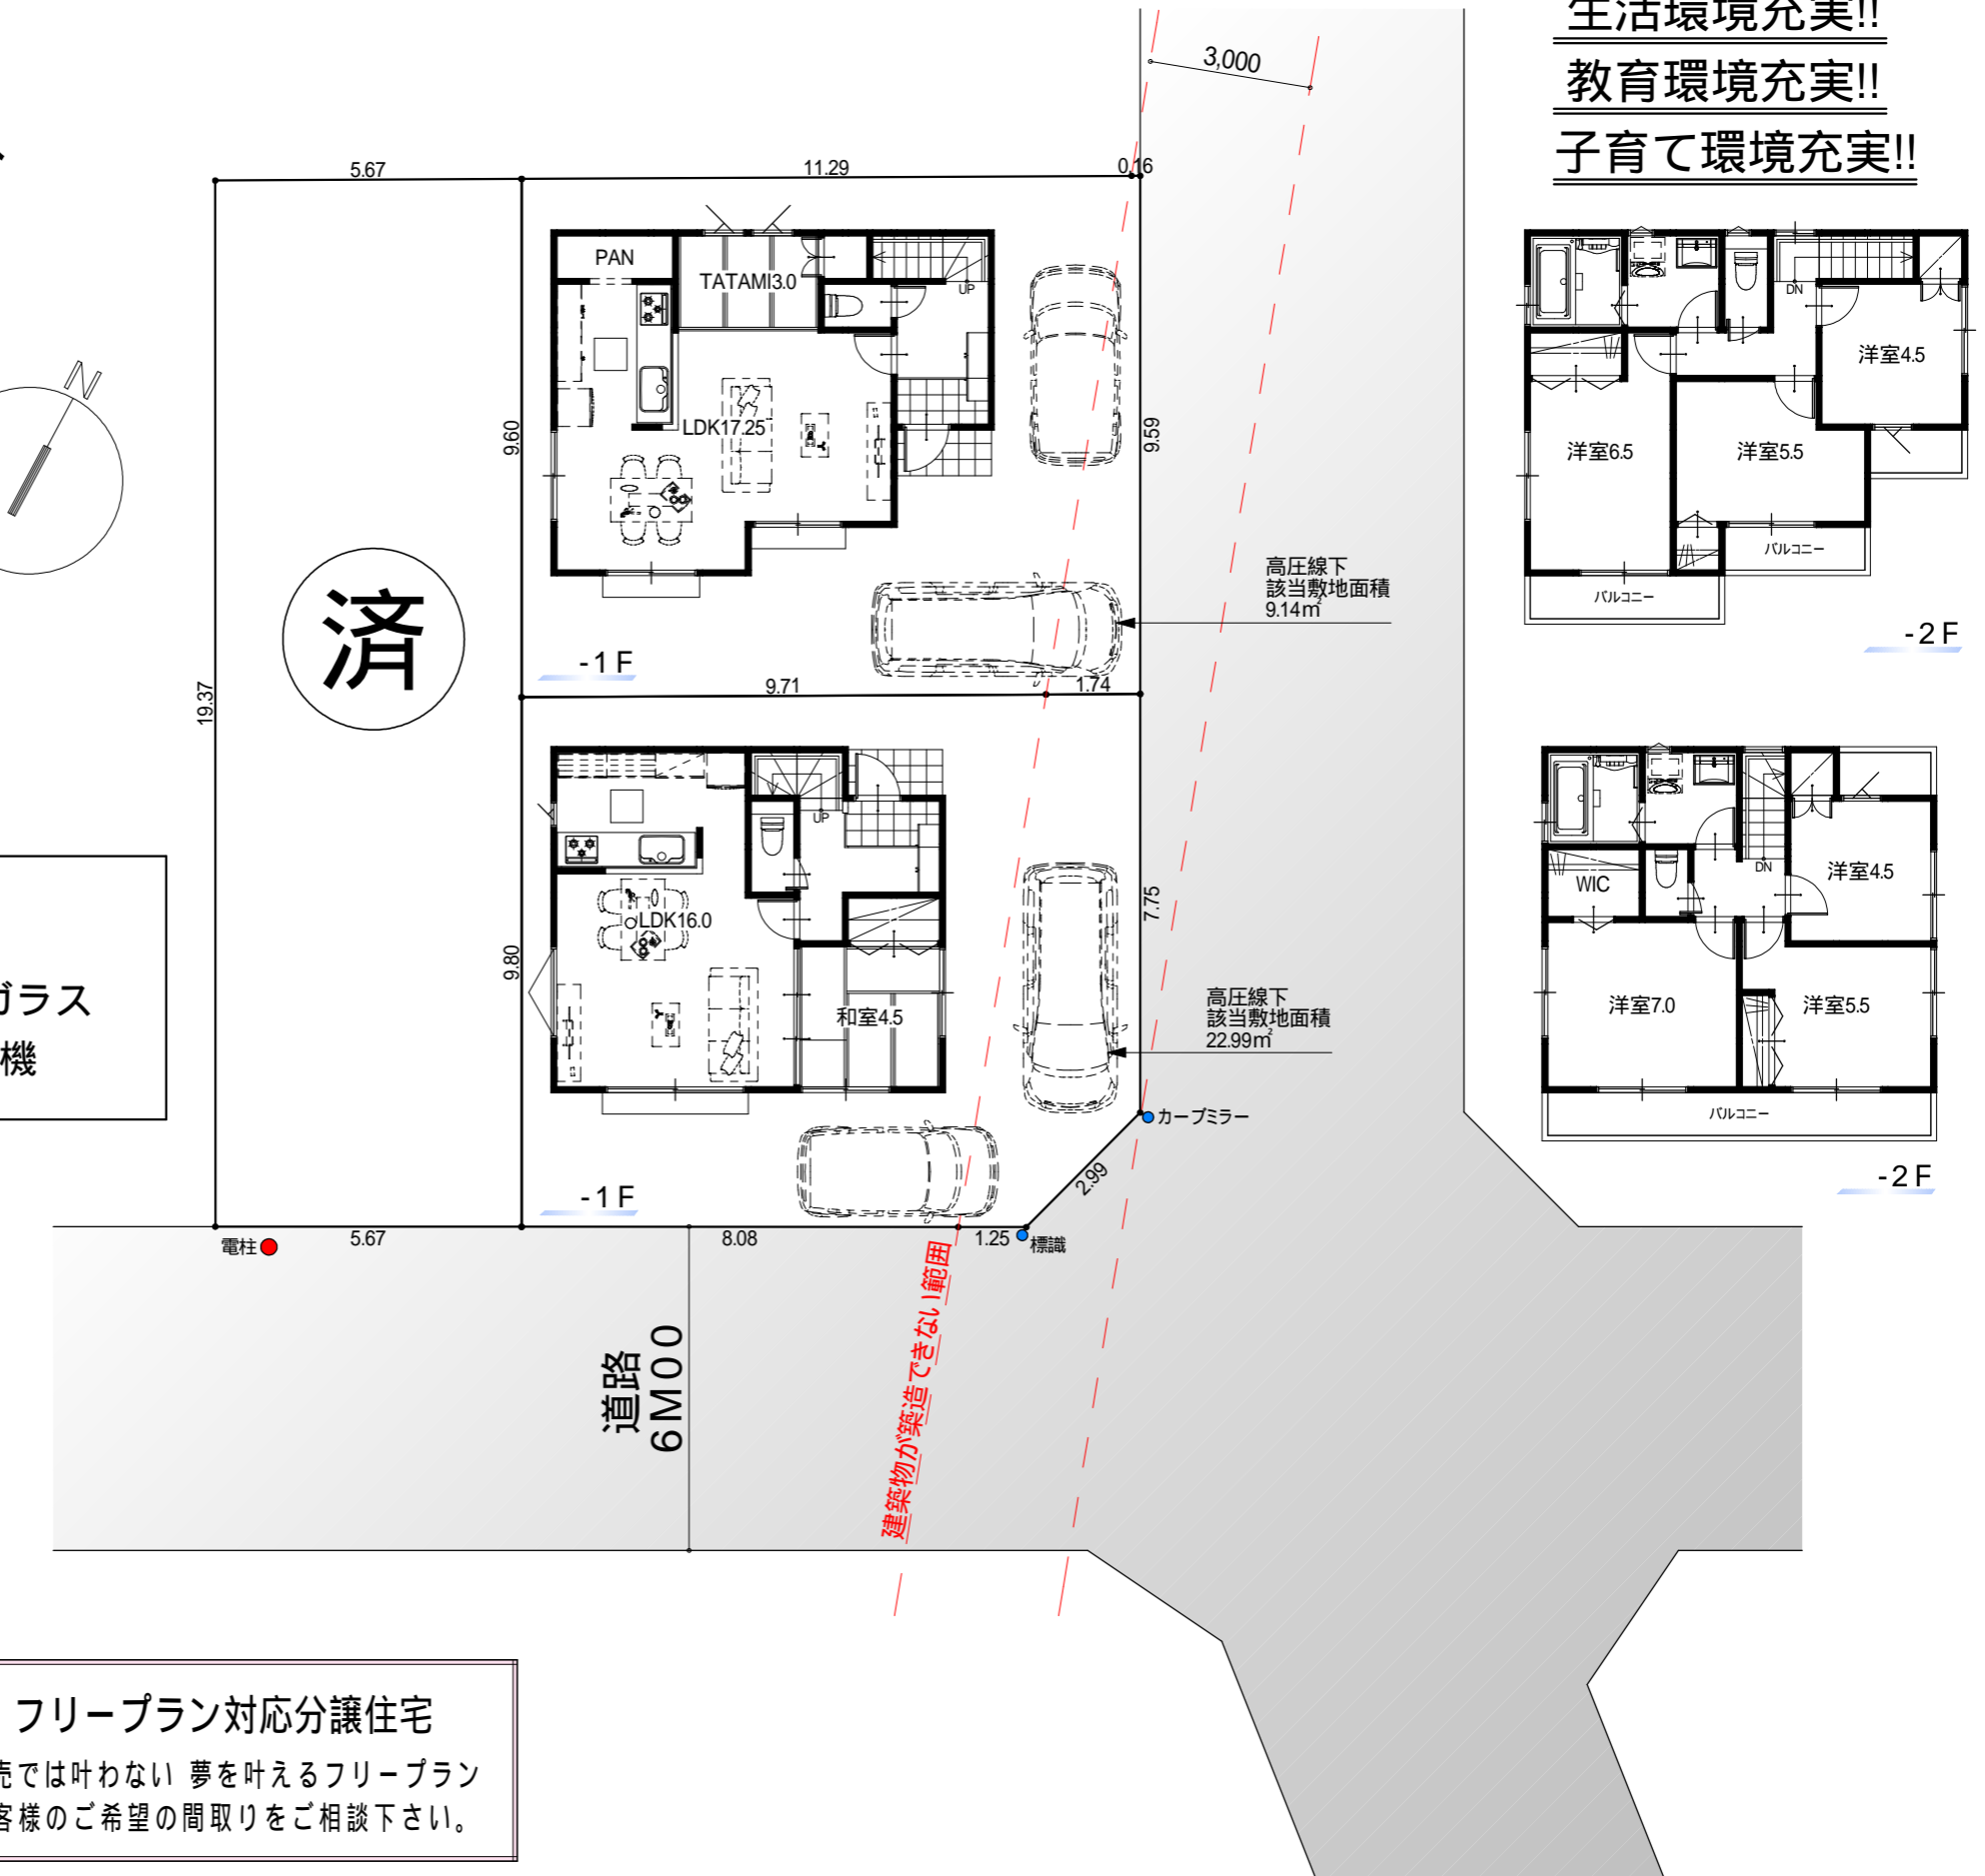 生活環境充実!!
教育環境充実!!
子育て環境充実!!
3,000
5.67
11.29
0.16
N
PAN
TATAMI3.0
UP
LDK17.25
9.60
9.59
高圧線下
該当敷地面積
9.14㎡
-1F
9.71
1.74
済
19.37
DN
洋室4.5
洋室6.5
洋室5.5
バルコニー
バルコニー
-2F
UP
LDK16.0
和室4.5
9.80
7.75
高圧線下
該当敷地面積
22.99㎡
カーブミラー
2.99
-1F
WIC
DN
洋室4.5
洋室7.0
洋室5.5
バルコニー
-2F
ガラス
機
電柱
5.67
8.08
1.25
標識
道路
6M00
建築物が築造できない範囲
フリープラン対応分譲住宅
売では叶わない 夢を叶えるフリープラン
客様のご希望の間取りをご相談下さい。